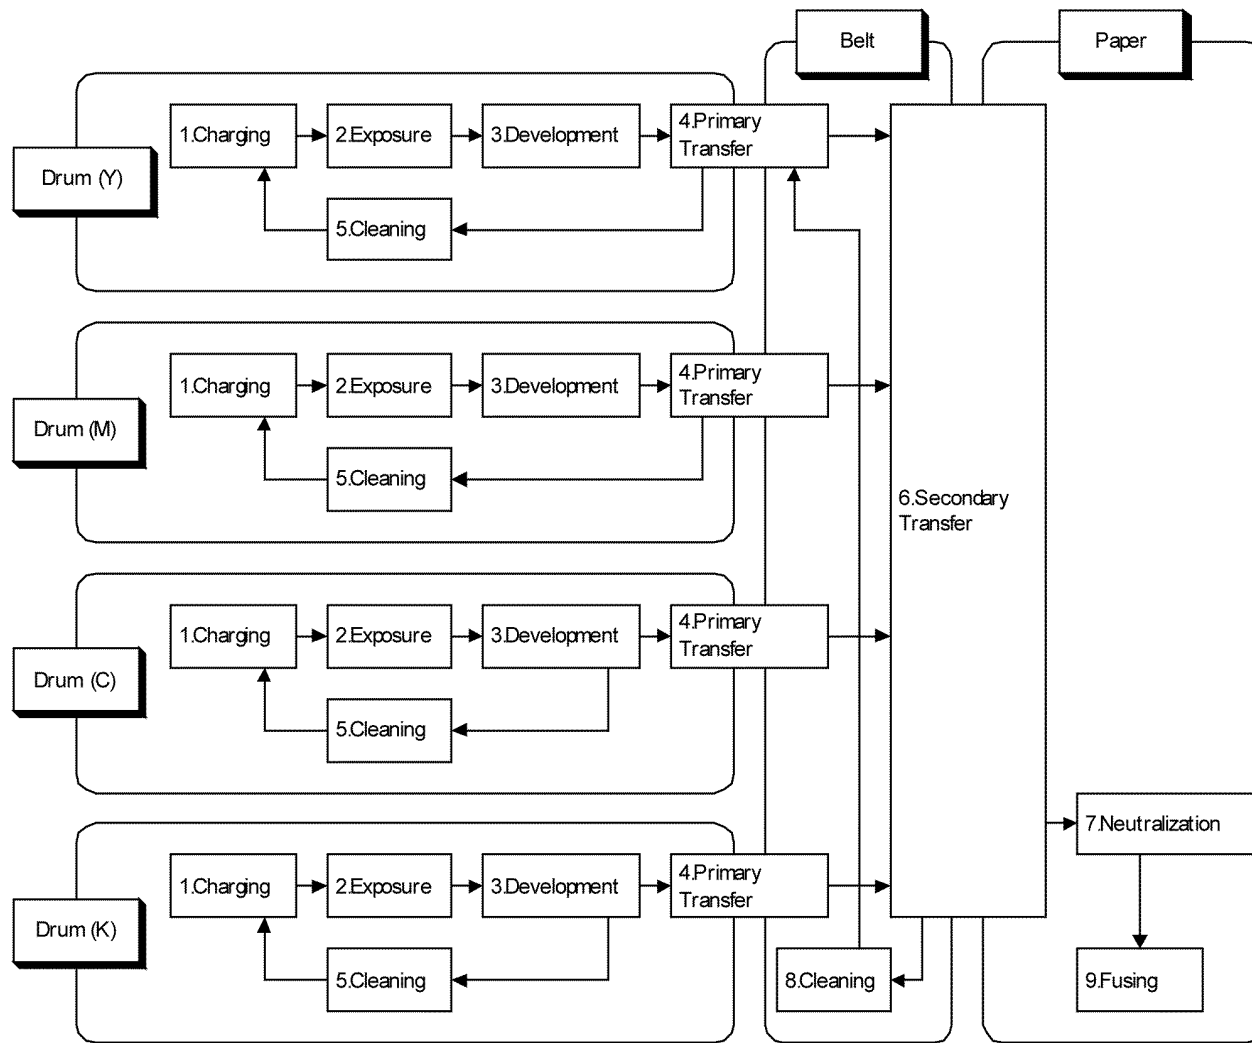 Belt
Paper
Drum (Y)
1.Charging
2.Exposure
3.Development
4.Primary
Transfer
5.Cleaning
Drum (M)
1.Charging
2.Exposure
3.Development
4.Primary
Transfer
5.Cleaning
6.Secondary
Transfer
Drum (C)
1.Charging
2.Exposure
3.Development
4.Primary
Transfer
5.Cleaning
7.Neutralization
Drum (K)
1.Charging
2.Exposure
3.Development
4.Primary
Transfer
5.Cleaning
8.Cleaning
9.Fusing